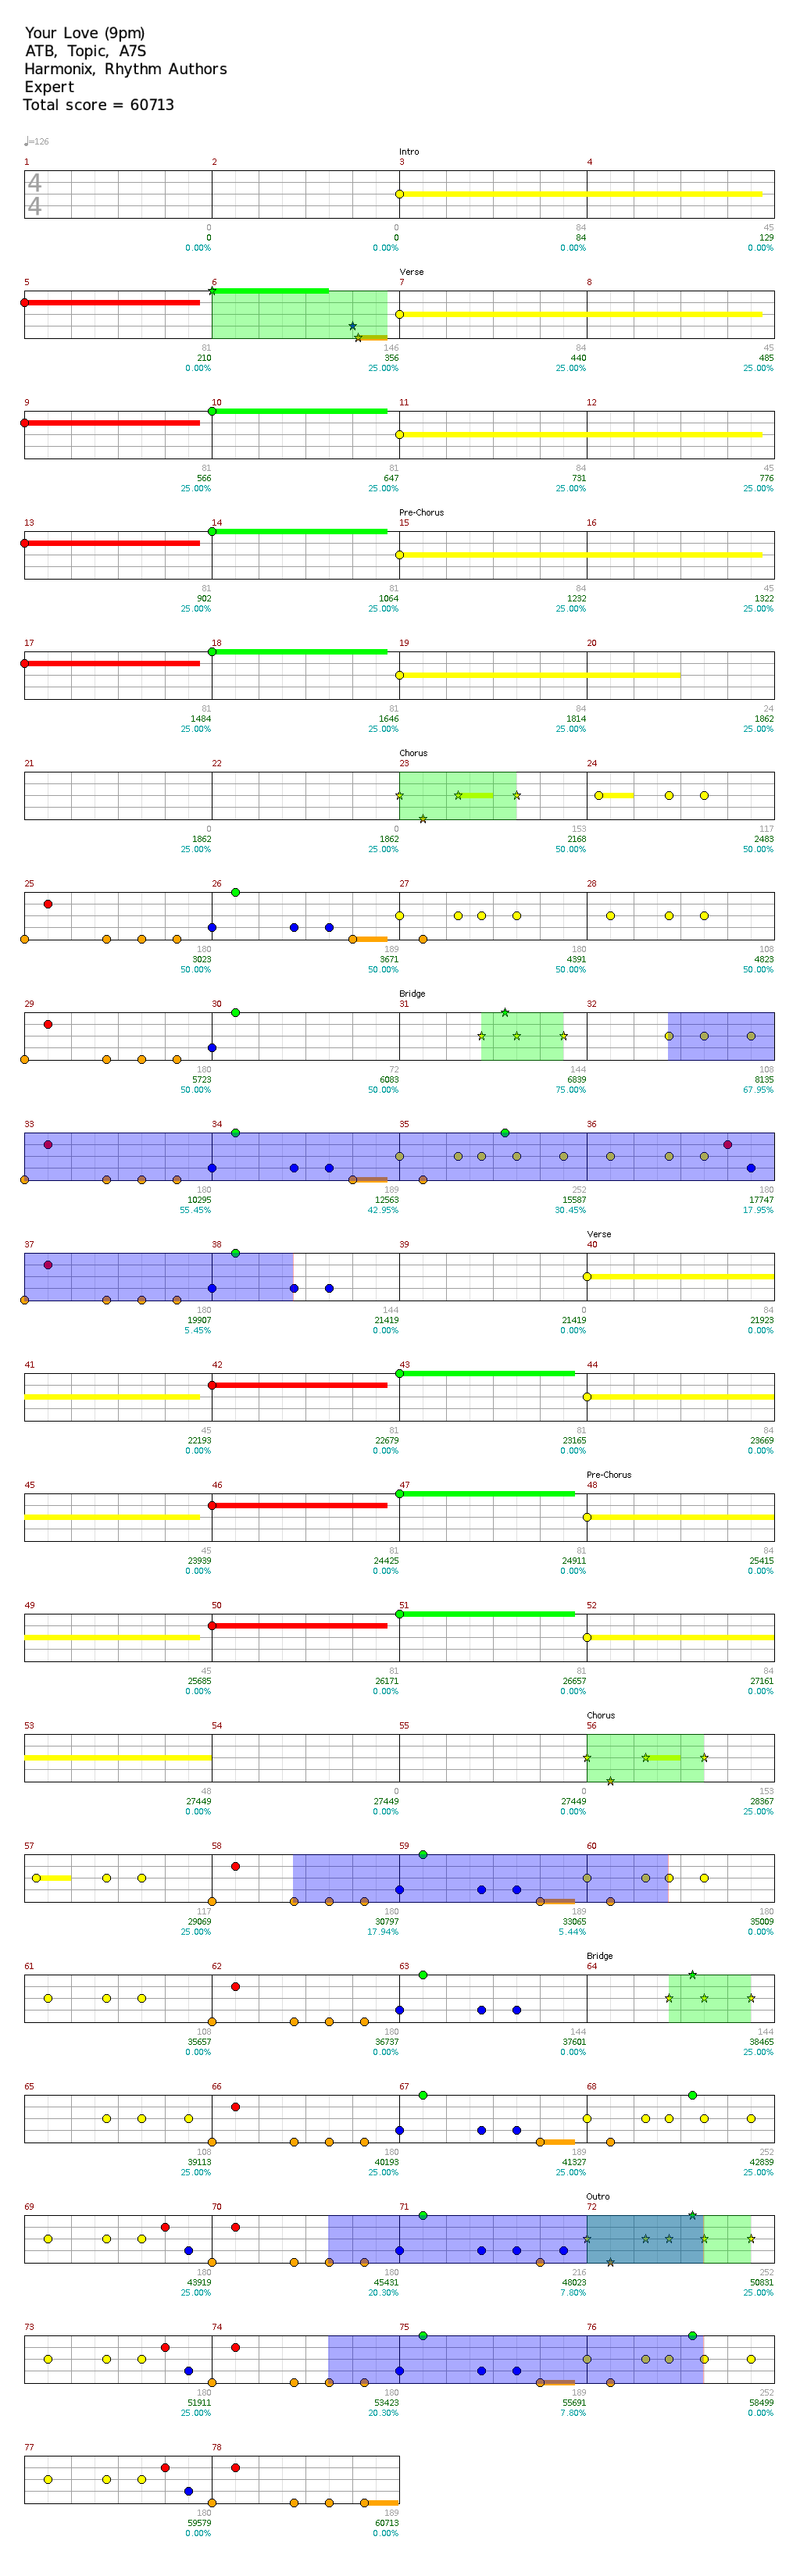 Your Love (9pm)
ATB, Topic, A7S
Harmonix, Rhythm Authors
Expert
Total score = 60713
♩=126
Intro
1 2 3 4
4
4
0 0 84 45
0 0 84 129
0.00% 0.00% 0.00% 0.00%
Verse
5 6 7 8
81 146 84 45
210 356 440 485
0.00% 25.00% 25.00% 25.00%
9 10 11 12
81 81 84 45
566 647 731 776
25.00% 25.00% 25.00% 25.00%
Pre-Chorus
13 14 15 16
81 81 84 45
902 1064 1232 1322
25.00% 25.00% 25.00% 25.00%
17 18 19 20
81 81 84 24
1484 1646 1814 1862
25.00% 25.00% 25.00% 25.00%
Chorus
21 22 23 24
0 0 153 117
1862 1862 2168 2483
25.00% 25.00% 50.00% 50.00%
25 26 27 28
180 189 180 108
3023 3671 4391 4823
50.00% 50.00% 50.00% 50.00%
Bridge
29 30 31 32
180 72 144 108
5723 6083 6839 8135
50.00% 50.00% 75.00% 67.95%
33 34 35 36
180 189 252 180
10295 12563 15587 17747
55.45% 42.95% 30.45% 17.95%
Verse
37 38 39 40
180 144 0 84
19907 21419 21419 21923
5.45% 0.00% 0.00% 0.00%
41 42 43 44
45 81 81 84
22193 22679 23165 23669
0.00% 0.00% 0.00% 0.00%
Pre-Chorus
45 46 47 48
45 81 81 84
23939 24425 24911 25415
0.00% 0.00% 0.00% 0.00%
49 50 51 52
45 81 81 84
25685 26171 26657 27161
0.00% 0.00% 0.00% 0.00%
Chorus
53 54 55 56
48 0 0 153
27449 27449 27449 28367
0.00% 0.00% 0.00% 25.00%
57 58 59 60
117 180 189 180
29069 30797 33065 35009
25.00% 17.94% 5.44% 0.00%
Bridge
61 62 63 64
108 180 144 144
35657 36737 37601 38465
0.00% 0.00% 0.00% 25.00%
65 66 67 68
108 180 189 252
39113 40193 41327 42839
25.00% 25.00% 25.00% 25.00%
Outro
69 70 71 72
180 180 216 252
43919 45431 48023 50831
25.00% 20.30% 7.80% 25.00%
73 74 75 76
180 180 189 252
51911 53423 55691 58499
25.00% 20.30% 7.80% 0.00%
77 78
180 189
59579 60713
0.00% 0.00%